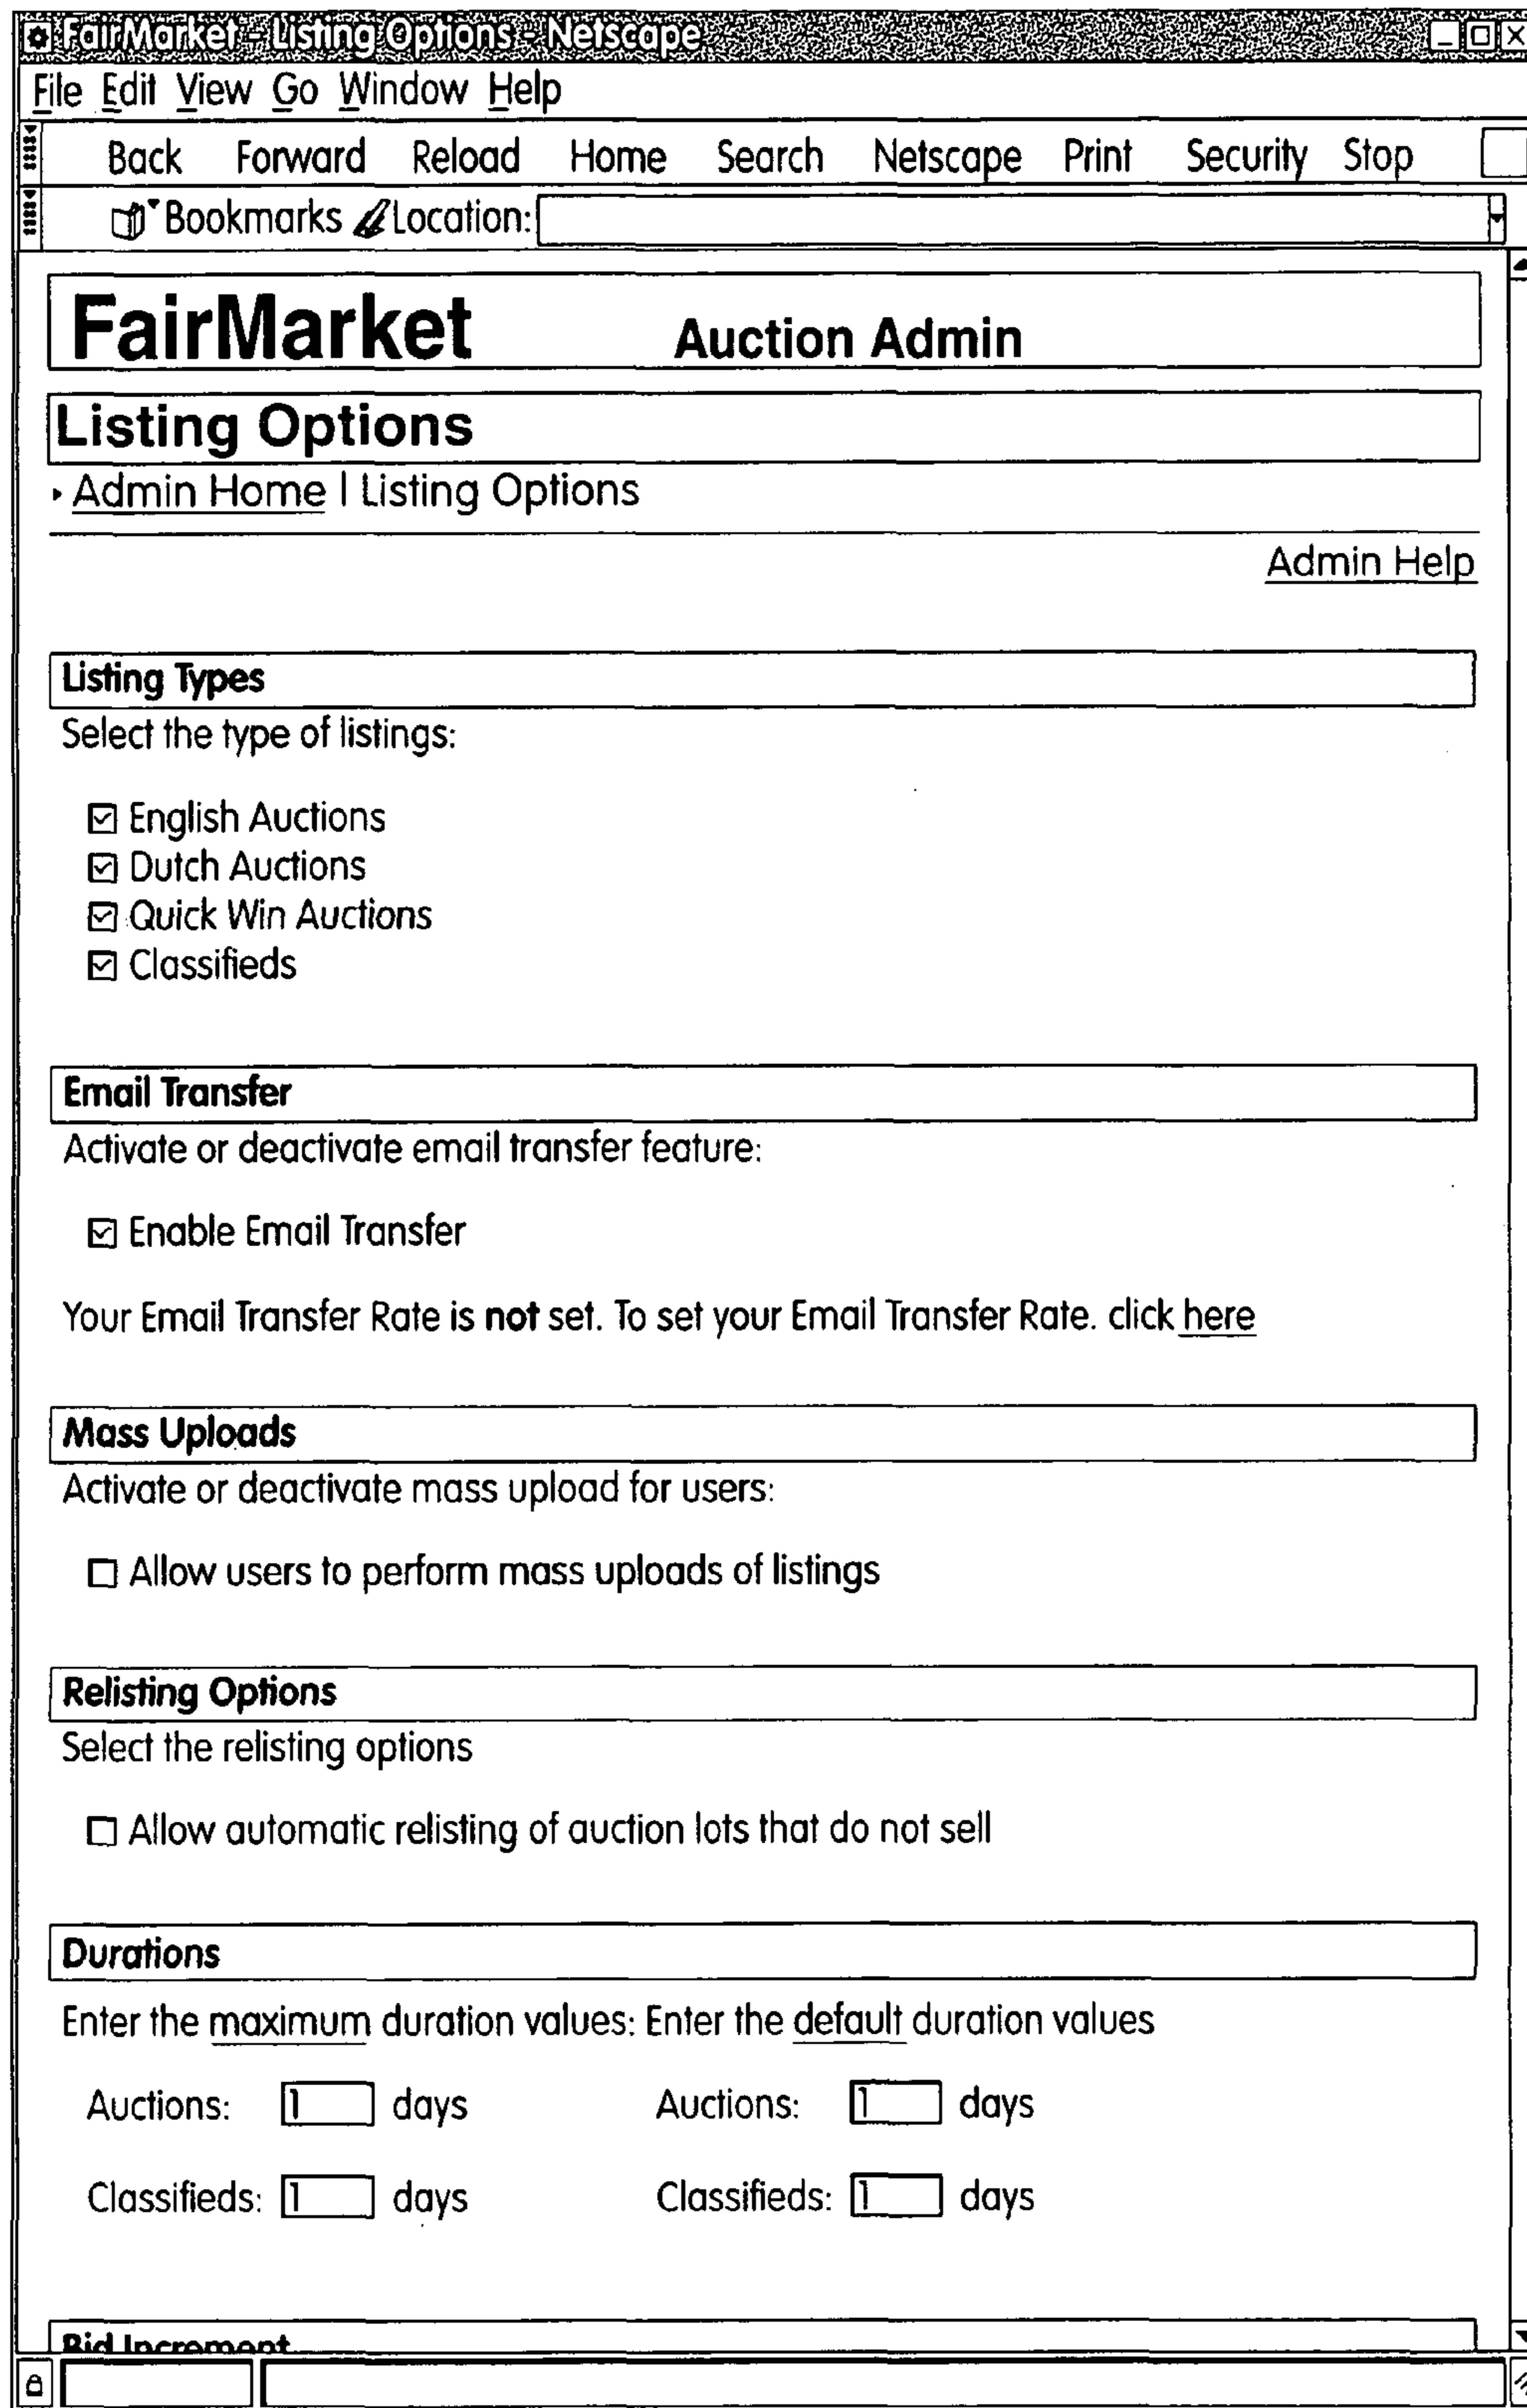 FairMarket - Listing Options - Netscape
File Edit View Go Window Help
Back Forward Reload Home Search Netscape Print Security Stop
Bookmarks Location:
FairMarket Auction Admin
Listing Options
Admin Home | Listing Options
Admin Help
Listing Types
Select the type of listings:
English Auctions
Dutch Auctions
Quick Win Auctions
Classifieds
Email Transfer
Activate or deactivate email transfer feature:
Enable Email Transfer
Your Email Transfer Rate is not set. To set your Email Transfer Rate. click here
Mass Uploads
Activate or deactivate mass upload for users:
Allow users to perform mass uploads of listings
Relisting Options
Select the relisting options
Allow automatic relisting of auction lots that do not sell
Durations
Enter the maximum duration values: Enter the default duration values
Auctions: 1 days Auctions: 1 days
Classifieds: 1 days Classifieds: 1 days
Bid Increment